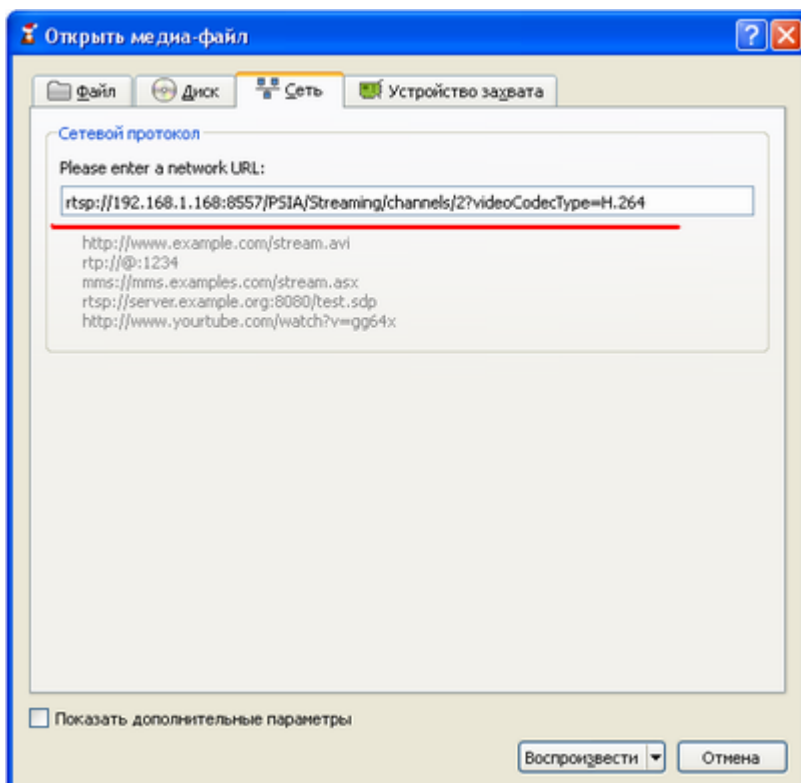 Открыть медиа-файл
Файл
Диск
Сеть
Устройство захвата
Сетевой протокол
Please enter a network URL:
rtsp://192.168.1.168:8557/PSIA/Streaming/channels/2?videoCodecType=H.264
http://www.example.com/stream.avi
rtp://@:1234
mms://mms.examples.com/stream.asx
rtsp://server.example.org:8080/test.sdp
http://www.yourtube.com/watch?v=gg64x
Показать дополнительные параметры
Воспроизвести
Отмена